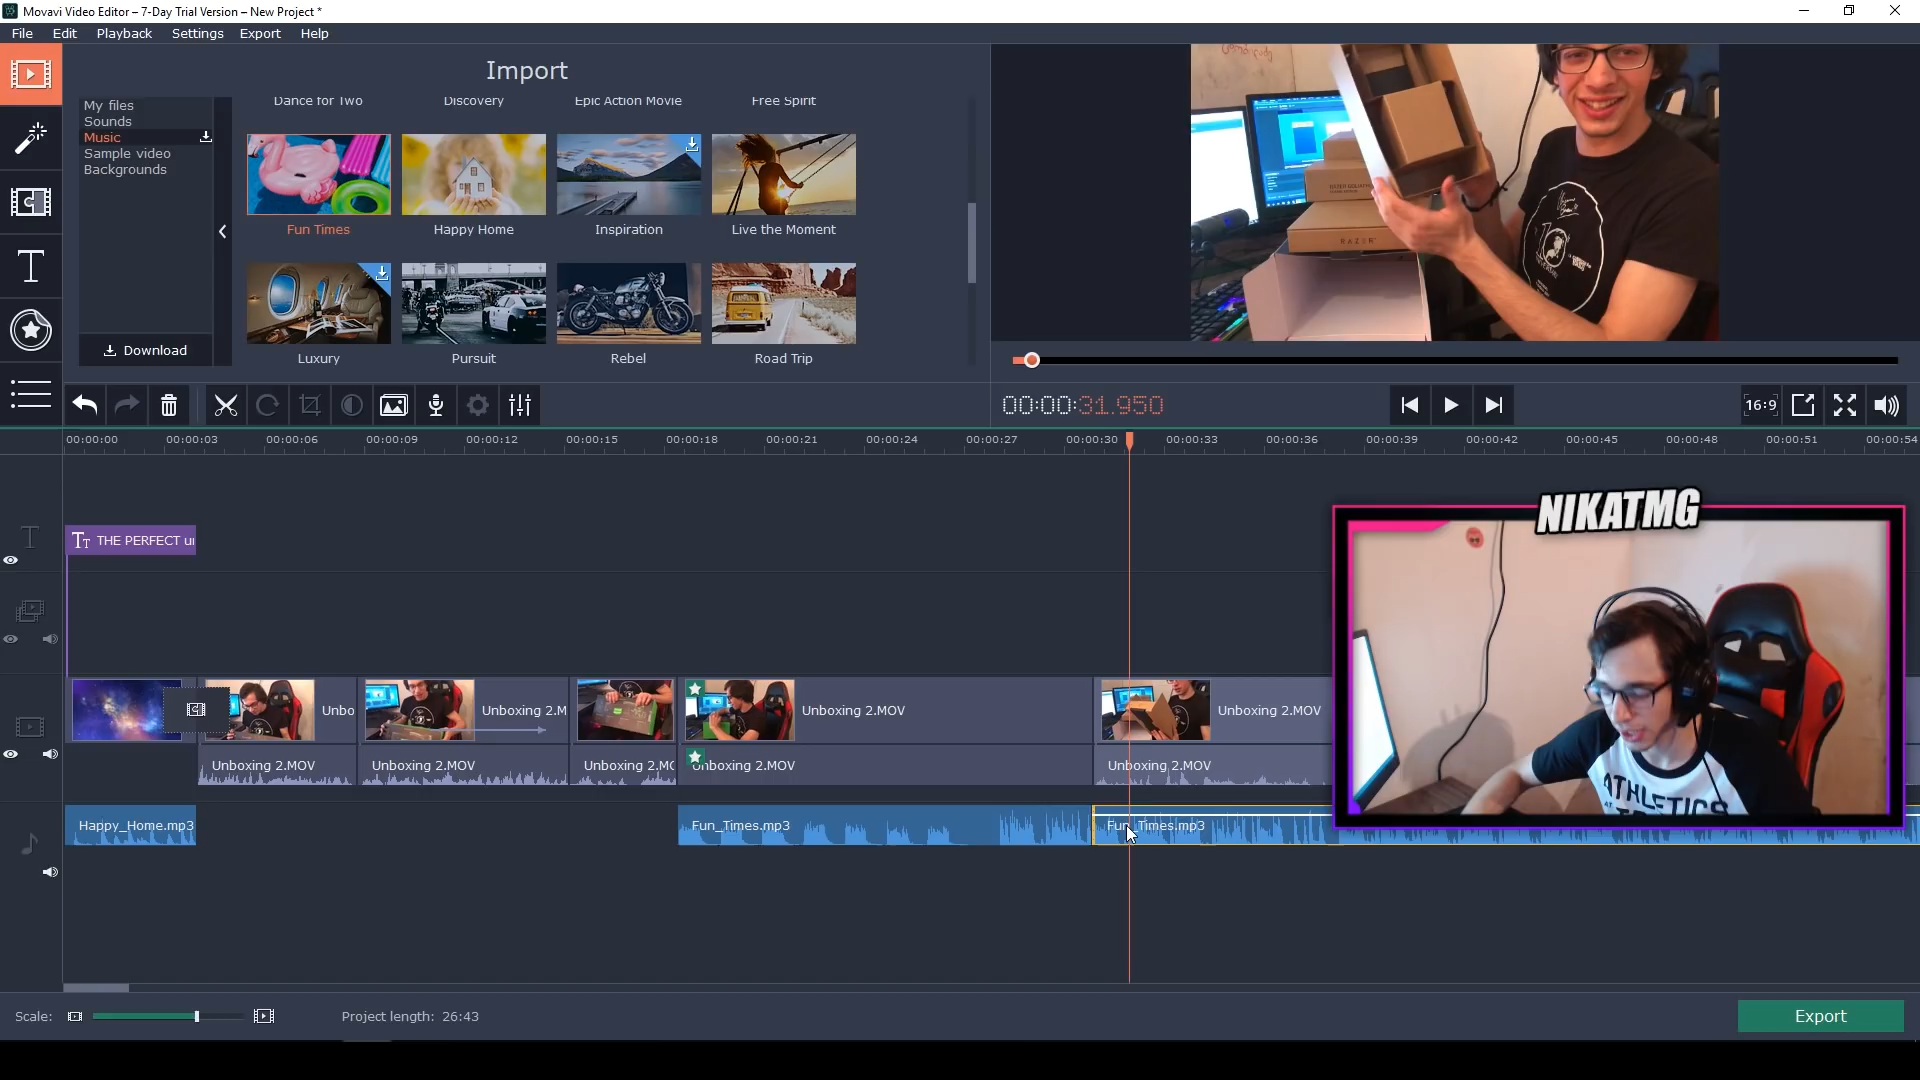 Movavi Video Editor – 7-Day Trial Version – New Project *
File Edit Playback Settings Export Help
Import
My files
Sounds
Music
Sample video
Backgrounds
Download
Dance for Two Discovery Epic Action Movie Free Spirit
Fun Times Happy Home Inspiration Live the Moment
Luxury Pursuit Rebel Road Trip
RAZER
00:00:31.950
16:9
00:00:00 00:00:03 00:00:06 00:00:09 00:00:12 00:00:15 00:00:18 00:00:21 00:00:24 00:00:27 00:00:30 00:00:33 00:00:36 00:00:39 00:00:42 00:00:45 00:00:48 00:00:51 00:00:54
NIKATMG
THE PERFECT
Unbo Unboxing 2.M Unboxing 2.MOV Unboxing 2.MOV
Unboxing 2.MOV Unboxing 2.MOV Unboxing 2.MO Unboxing 2.MOV Unboxing 2.MOV
ATHLETICS
Happy_Home.mp3 Fun_Times.mp3 Fun_Times.mp3
Scale: Project length: 26:43 Export